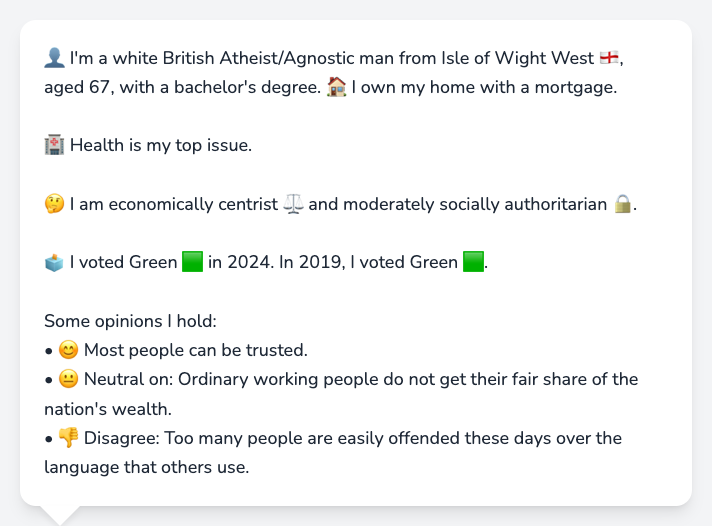 👤 I'm a white British Atheist/Agnostic man from Isle of Wight West 🏴󠁧󠁢󠁥󠁮󠁧󠁿,
aged 67, with a bachelor's degree. 🏠 I own my home with a mortgage.
🏥 Health is my top issue.
🤔 I am economically centrist ⚖️ and moderately socially authoritarian 🔒.
🗳️ I voted Green 🟩 in 2024. In 2019, I voted Green 🟩.
Some opinions I hold:
• 😊 Most people can be trusted.
• 😐 Neutral on: Ordinary working people do not get their fair share of the
nation's wealth.
• 👎 Disagree: Too many people are easily offended these days over the
language that others use.